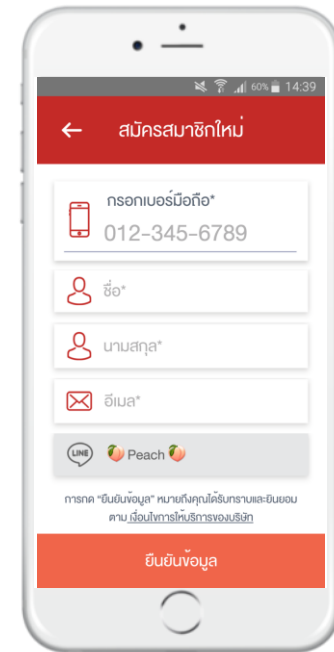 60% 14:39
← สมัครสมาชิกใหม่
กรอกเบอร์มือถือ*
012-345-6789
ชื่อ*
นามสกุล*
อีเมล*
LINE 🍑 Peach 🍑
การกด "ยืนยันข้อมูล" หมายถึงคุณได้รับทราบและยินยอม
ตาม เงื่อนไขการให้บริการของบริษัท
ยืนยันข้อมูล